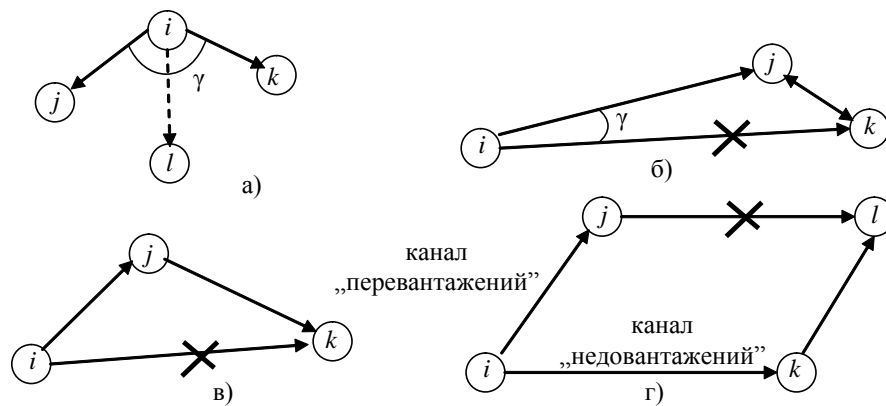 i
j
γ
k
l
а)
j
γ
i
k
б)
j
i
k
в)
j
l
канал
„перевантажений”
канал
„недовантажений”
i
k
г)